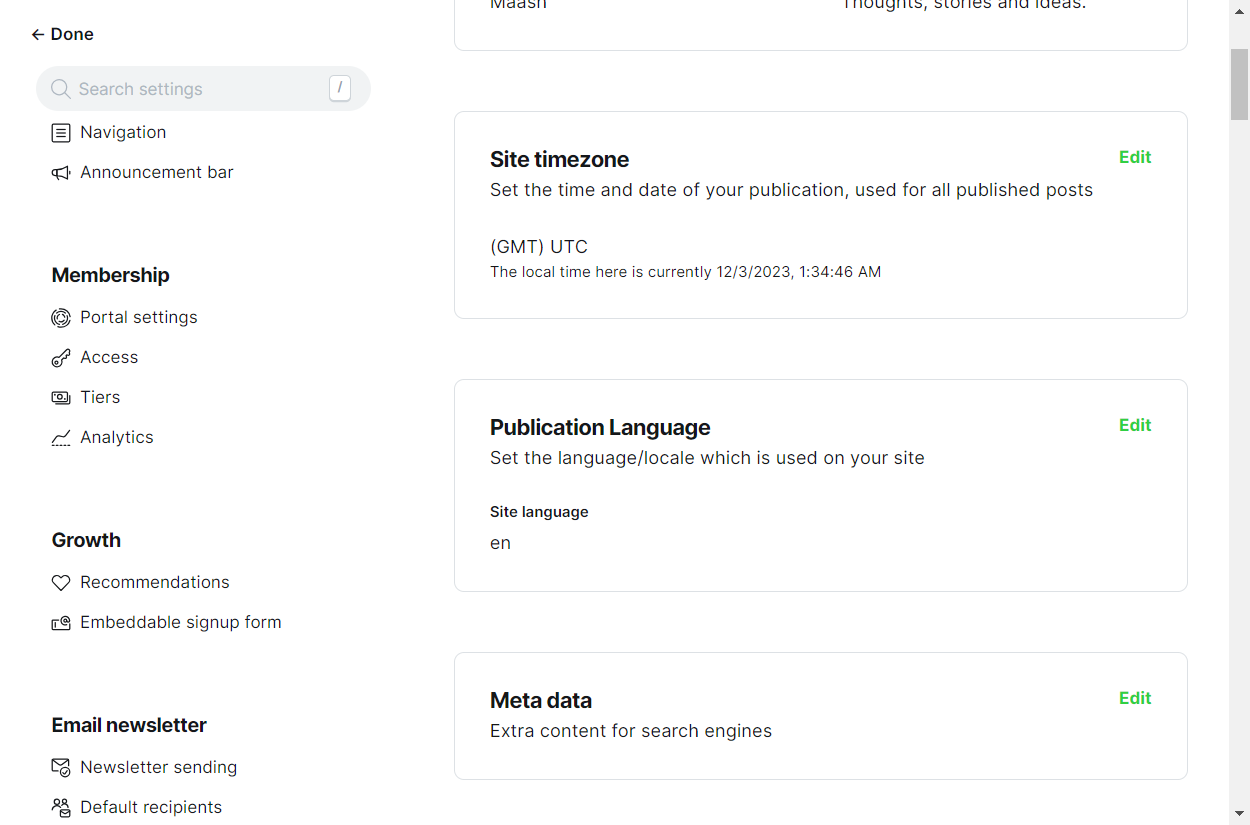 Done
Search settings /
Navigation
Announcement bar
Membership
Portal settings
Access
Tiers
Analytics
Growth
Recommendations
Embeddable signup form
Email newsletter
Newsletter sending
Default recipients
Maash
Thoughts, stories and ideas.
Site timezone
Edit
Set the time and date of your publication, used for all published posts
(GMT) UTC
The local time here is currently 12/3/2023, 1:34:46 AM
Publication Language
Edit
Set the language/locale which is used on your site
Site language
en
Meta data
Edit
Extra content for search engines